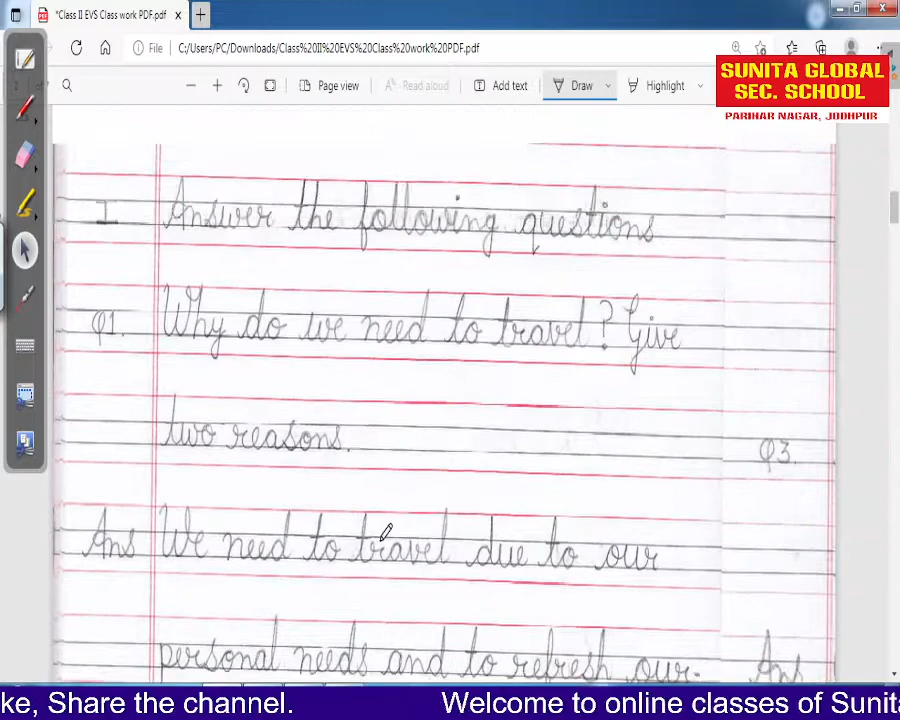 *Class II EVS Class work PDF.pdf
File C:/Users/PC/Downloads/Class%20II%20EVS%20Class%20work%20PDF.pdf
Page view Read aloud Add text Draw Highlight
SUNITA GLOBAL
SEC. SCHOOL
PARIHAR NAGAR, JODHPUR
I Answer the following questions
Q1. Why do we need to travel? Give
two reasons.
Q3.
Ans We need to travel due to our
personal needs and to refresh our-
Ans
ke, Share the channel. Welcome to online classes of Sunita